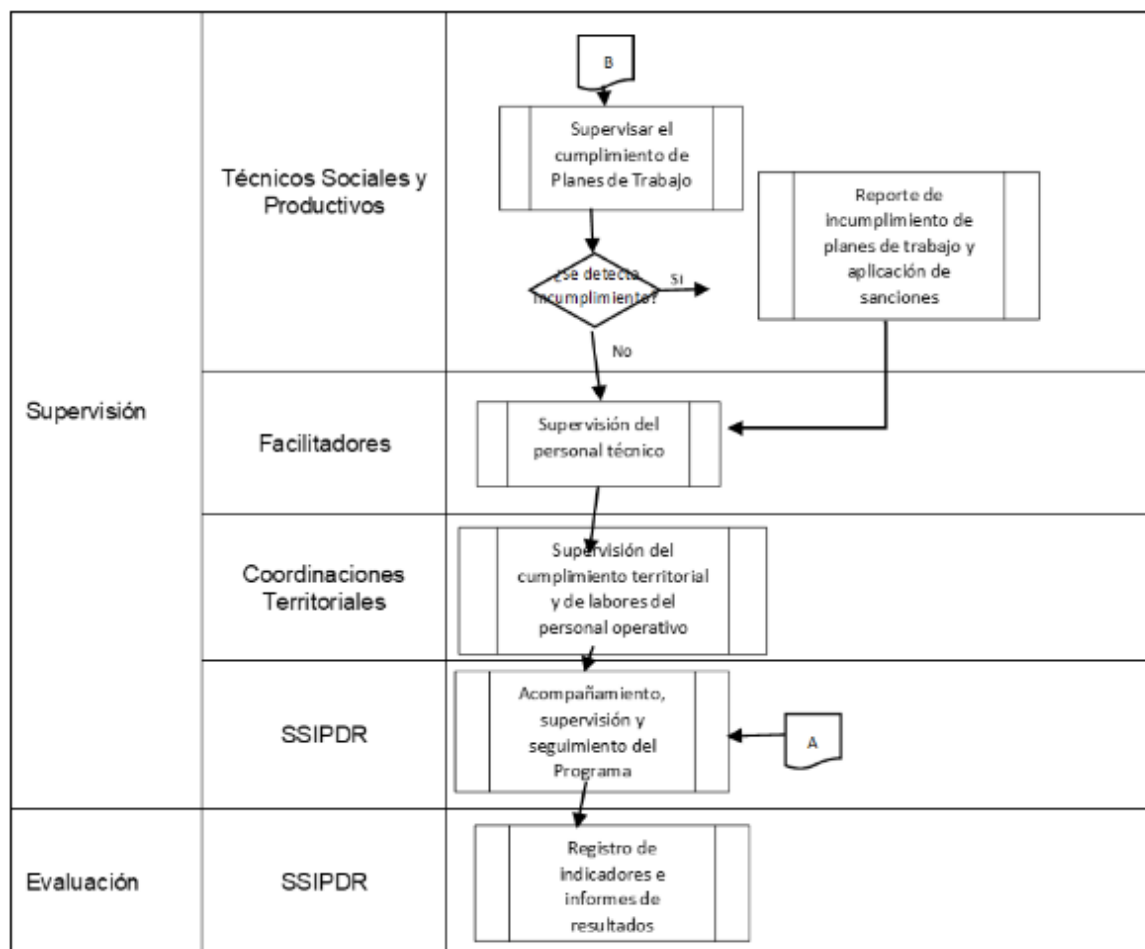 Supervisión
Técnicos Sociales y
Productivos
B
Supervisar el
cumplimiento de
Planes de Trabajo
¿se detecta
incumplimiento?
Si
No
Reporte de
incumplimiento de
planes de trabajo y
aplicación de
sanciones
Facilitadores
Supervisión del
personal técnico
Coordinaciones
Territoriales
Supervisión del
cumplimiento territorial
y de labores del
personal operativo
SSIPDR
Acompañamiento,
supervisión y
seguimiento del
Programa
A
Evaluación
SSIPDR
Registro de
indicadores e
informes de
resultados